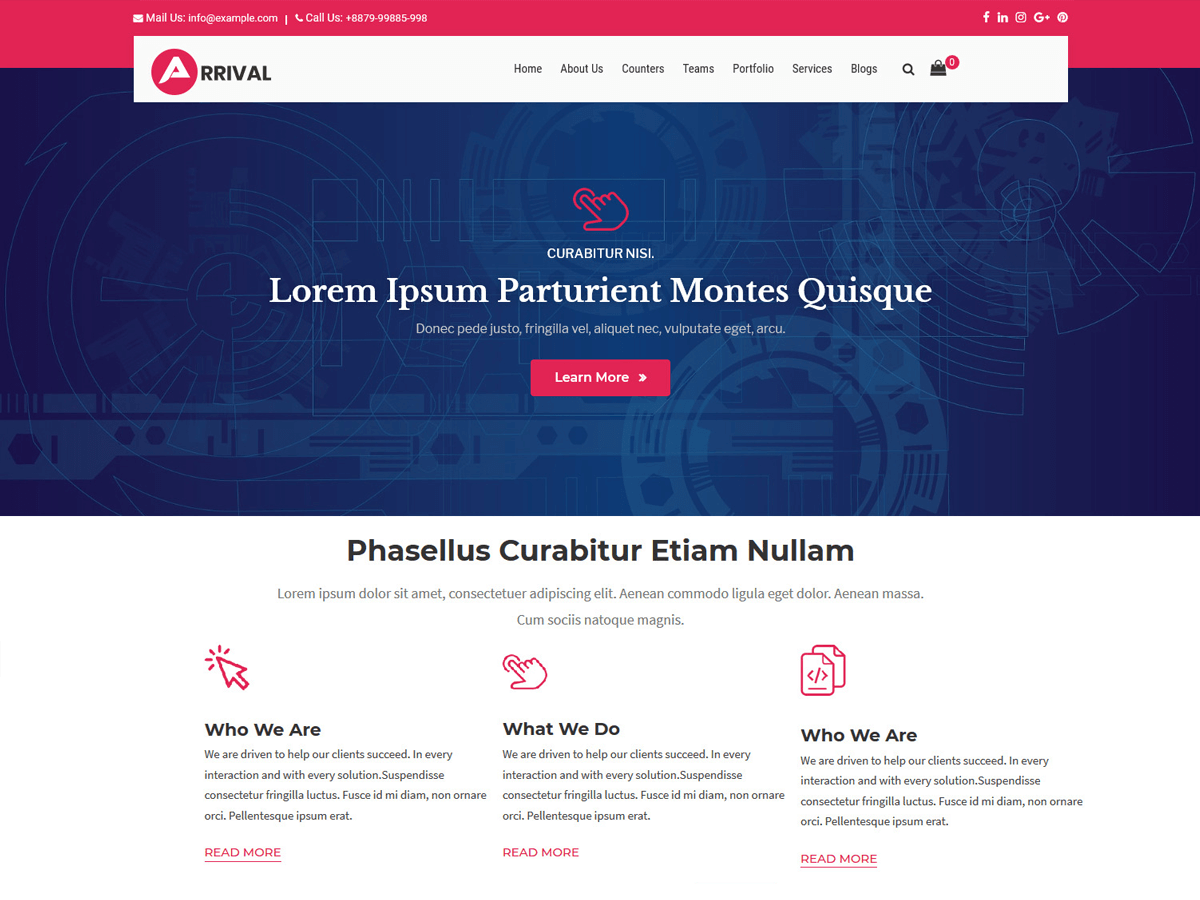 Mail Us: info@example.com | Call Us: +8879-99885-998
ARRIVAL
Home About Us Counters Teams Portfolio Services Blogs 0
CURABITUR NISI.
Lorem Ipsum Parturient Montes Quisque
Donec pede justo, fringilla vel, aliquet nec, vulputate eget, arcu.
Learn More »
Phasellus Curabitur Etiam Nullam
Lorem ipsum dolor sit amet, consectetuer adipiscing elit. Aenean commodo ligula eget dolor. Aenean massa.
Cum sociis natoque magnis.
Who We Are
We are driven to help our clients succeed. In every
interaction and with every solution.Suspendisse
consectetur fringilla luctus. Fusce id mi diam, non ornare
orci. Pellentesque ipsum erat.
READ MORE
What We Do
We are driven to help our clients succeed. In every
interaction and with every solution.Suspendisse
consectetur fringilla luctus. Fusce id mi diam, non ornare
orci. Pellentesque ipsum erat.
READ MORE
</> 
Who We Are
We are driven to help our clients succeed. In every
interaction and with every solution.Suspendisse
consectetur fringilla luctus. Fusce id mi diam, non ornare
orci. Pellentesque ipsum erat.
READ MORE